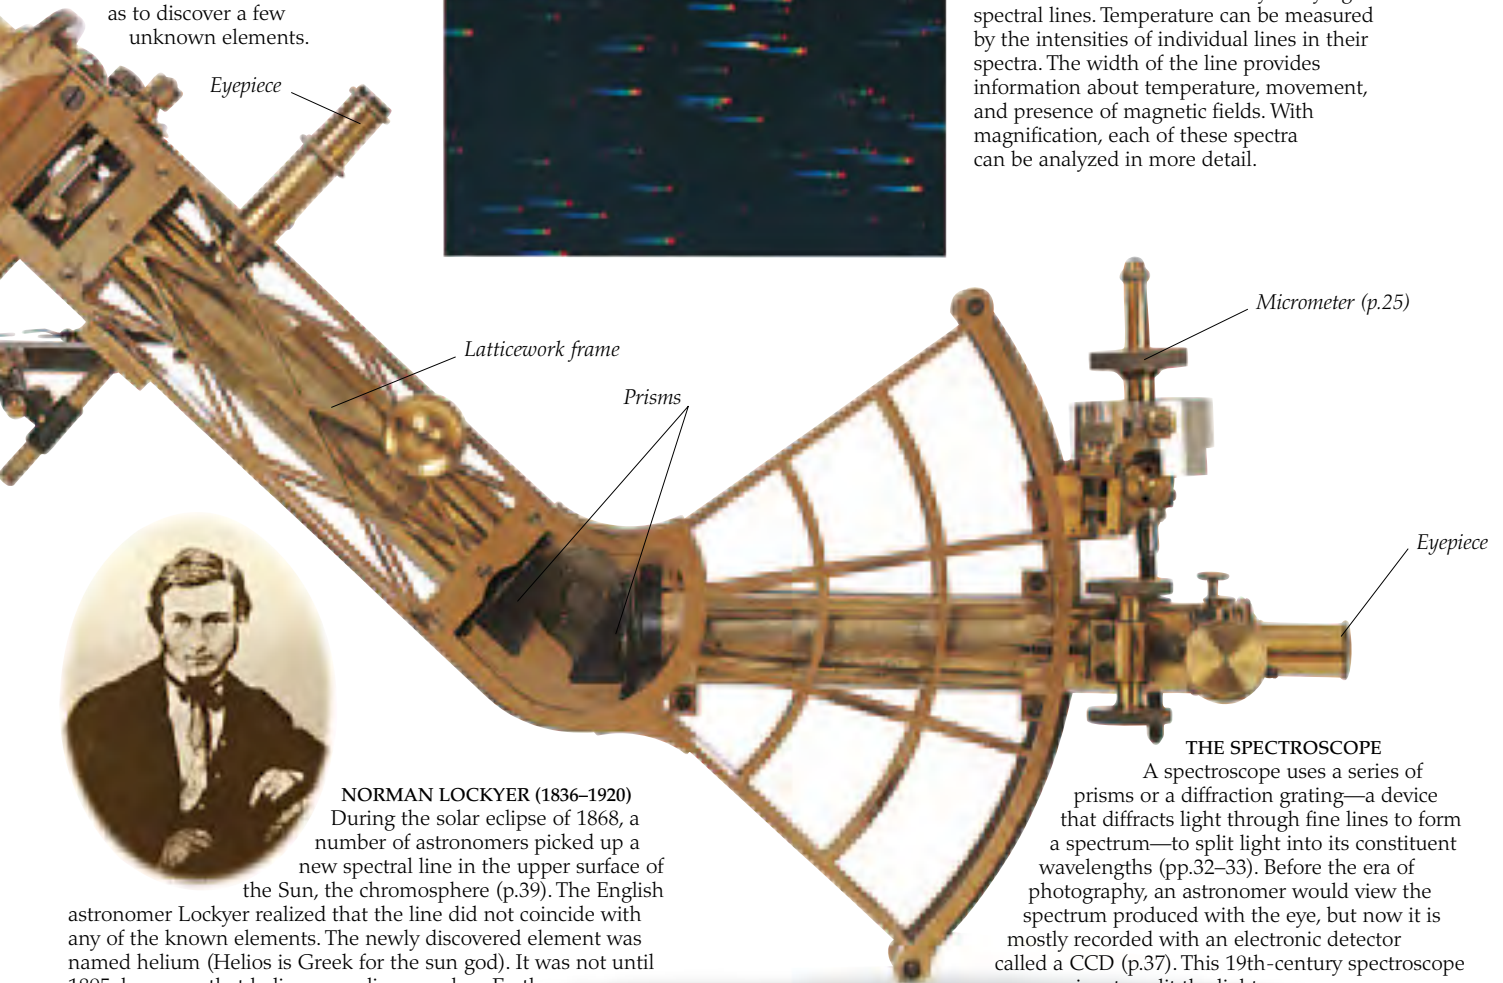 as to discover a few
unknown elements.
Eyepiece
spectral lines. Temperature can be measured
by the intensities of individual lines in their
spectra. The width of the line provides
information about temperature, movement,
and presence of magnetic fields. With
magnification, each of these spectra
can be analyzed in more detail.
Micrometer (p.25)
Latticework frame
Prisms
Eyepiece
NORMAN LOCKYER (1836–1920)
During the solar eclipse of 1868, a
number of astronomers picked up a
new spectral line in the upper surface of
the Sun, the chromosphere (p.39). The English
astronomer Lockyer realized that the line did not coincide with
any of the known elements. The newly discovered element was
named helium (Helios is Greek for the sun god). It was not until
THE SPECTROSCOPE
A spectroscope uses a series of
prisms or a diffraction grating—a device
that diffracts light through fine lines to form
a spectrum—to split light into its constituent
wavelengths (pp.32–33). Before the era of
photography, an astronomer would view the
spectrum produced with the eye, but now it is
mostly recorded with an electronic detector
called a CCD (p.37). This 19th-century spectroscope